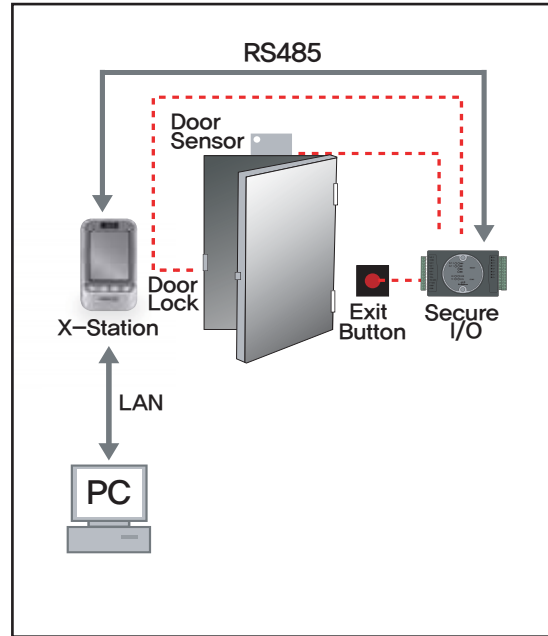 RS485
Door
Sensor
Door
Lock
X-Station
Exit
Button
Secure
I/O
LAN
PC